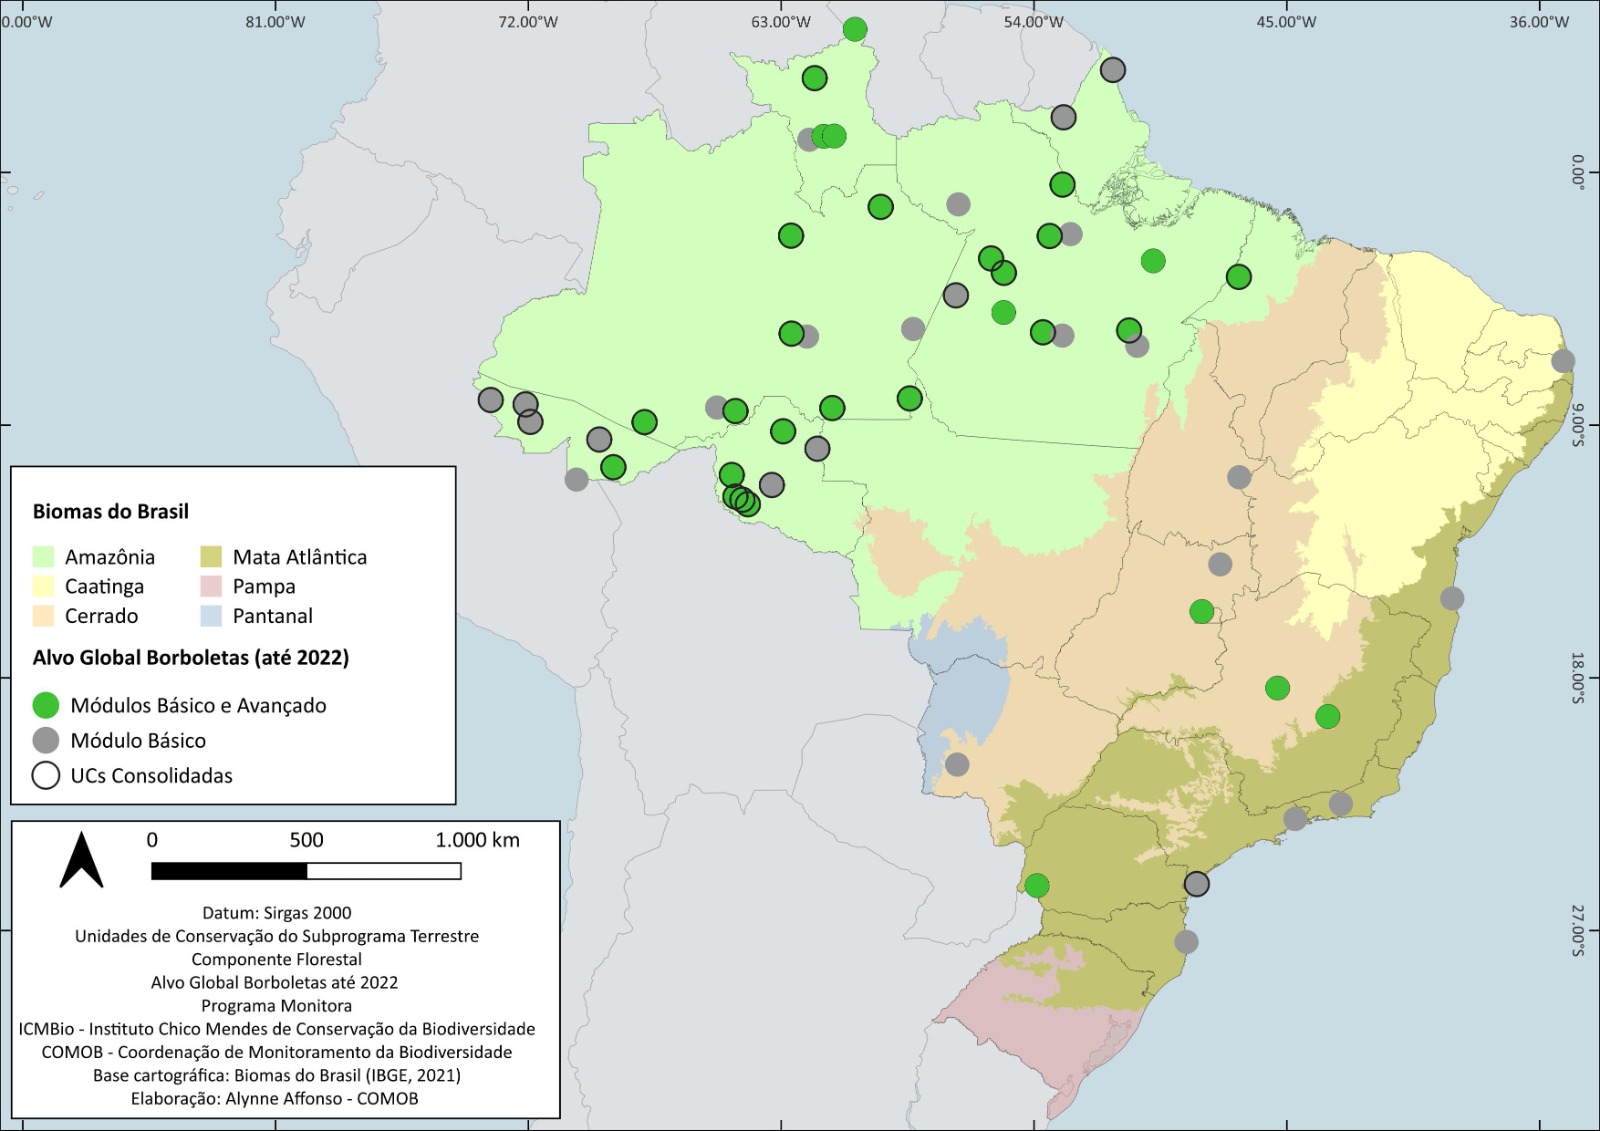 0.00°W 81.00°W 72.00°W 63.00°W 54.00°W 45.00°W 36.00°W
0.00°
9.00°S
18.00°S
27.00°S
Biomas do Brasil
Amazônia Mata Atlântica
Caatinga Pampa
Cerrado Pantanal
Alvo Global Borboletas (até 2022)
Módulos Básico e Avançado
Módulo Básico
UCs Consolidadas
0 500 1.000 km
Datum: Sirgas 2000
Unidades de Conservação do Subprograma Terrestre
Componente Florestal
Alvo Global Borboletas até 2022
Programa Monitora
ICMBio - Instituto Chico Mendes de Conservação da Biodiversidade
COMOB - Coordenação de Monitoramento da Biodiversidade
Base cartográfica: Biomas do Brasil (IBGE, 2021)
Elaboração: Alynne Affonso - COMOB